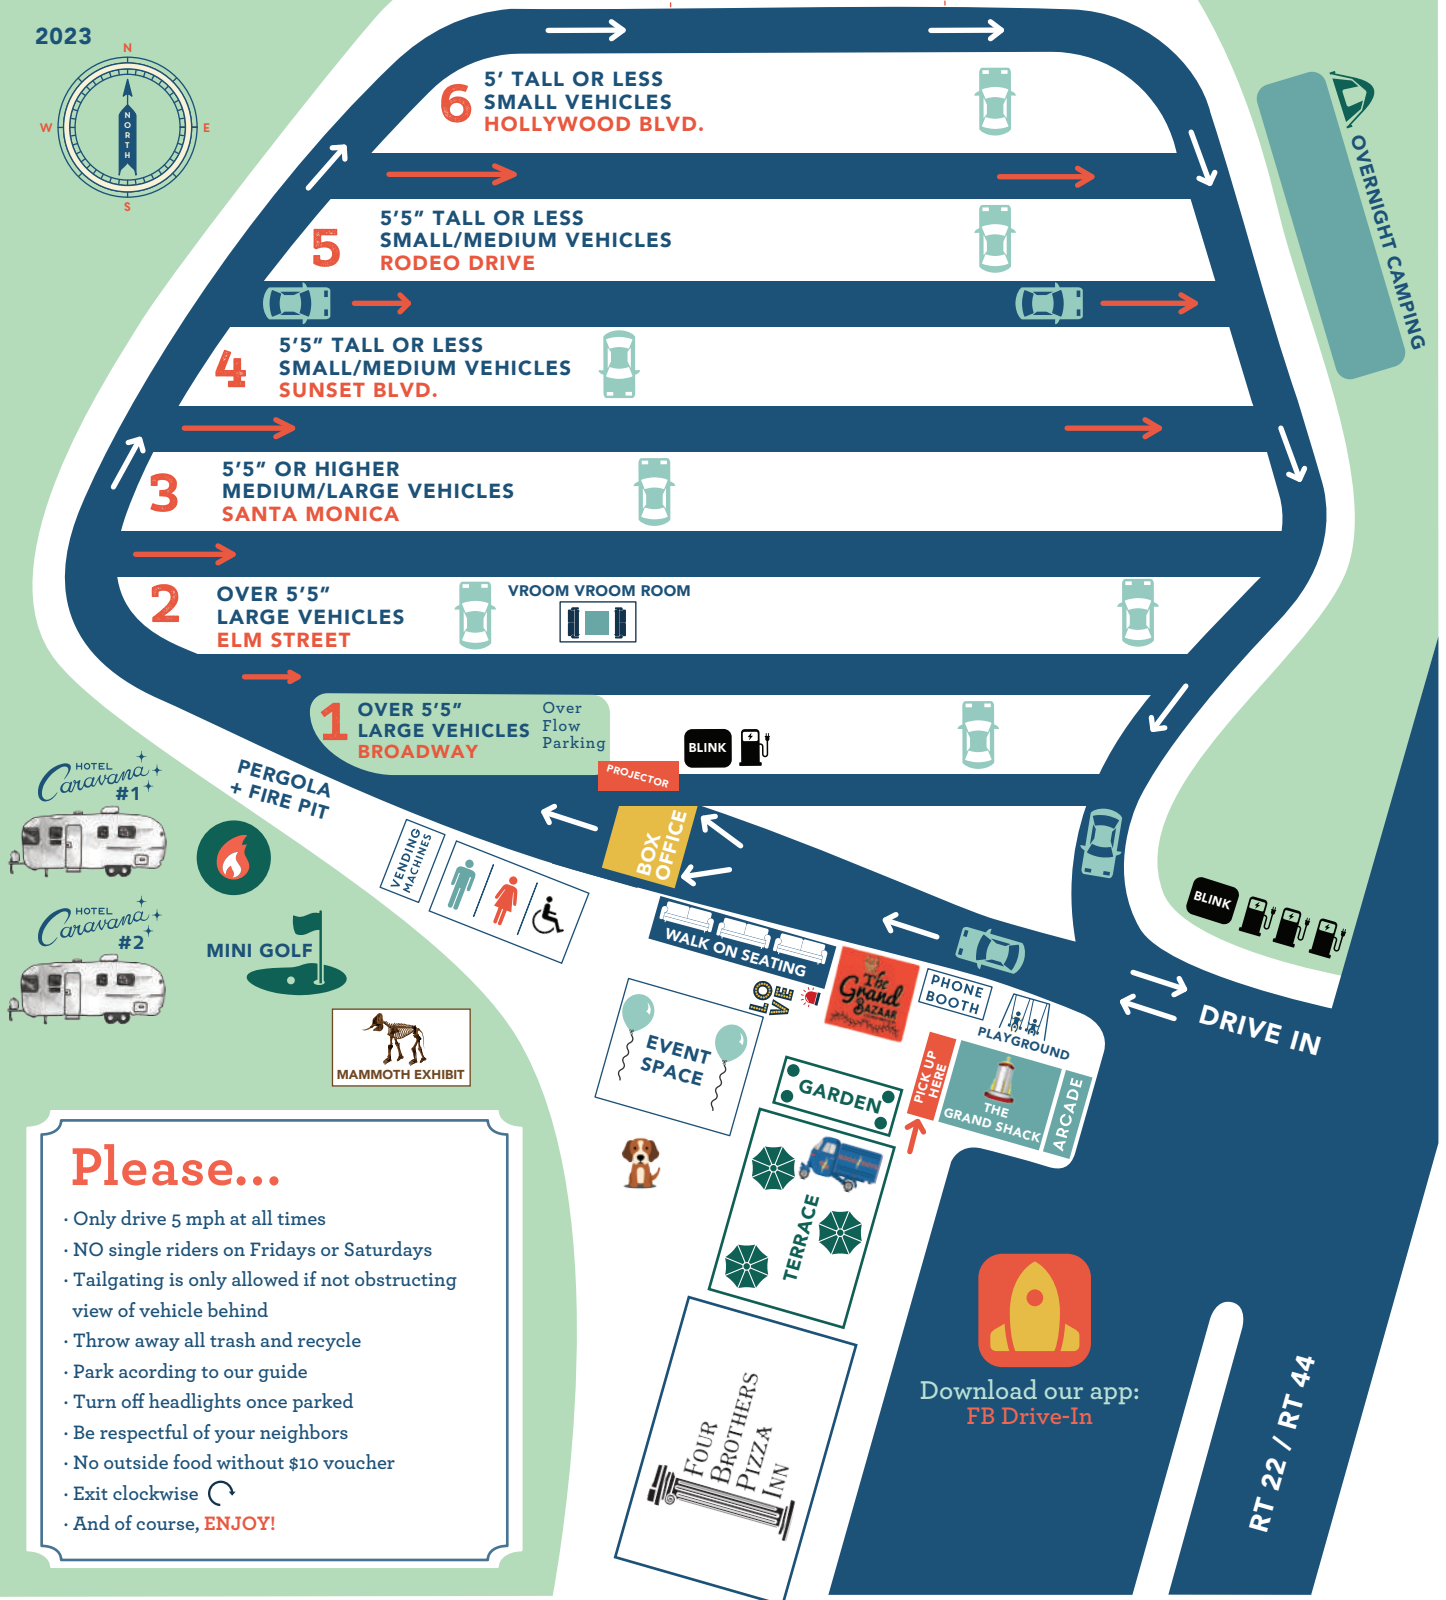 2023
N
W
E
S
NORTH
6
5' TALL OR LESS
SMALL VEHICLES
HOLLYWOOD BLVD.
OVERNIGHT CAMPING
5
5'5" TALL OR LESS
SMALL/MEDIUM VEHICLES
RODEO DRIVE
4
5'5" TALL OR LESS
SMALL/MEDIUM VEHICLES
SUNSET BLVD.
3
5'5" OR HIGHER
MEDIUM/LARGE VEHICLES
SANTA MONICA
2
OVER 5'5"
LARGE VEHICLES
ELM STREET
VROOM VROOM ROOM
1
OVER 5'5"
LARGE VEHICLES
BROADWAY
Over
Flow
Parking
BLINK
PROJECTOR
BOX
OFFICE
PERGOLA
+ FIRE PIT
HOTEL
Caravana
#1
VENDING
MACHINES
HOTEL
Caravana
#2
MINI GOLF
MAMMOTH EXHIBIT
WALK ON SEATING
LO
VE
The
Grand
BAZAAR
PHONE
BOOTH
PLAYGROUND
BLINK
DRIVE IN
EVENT
SPACE
GARDEN
PICK UP
HERE
THE
GRAND SHACK
ARCADE
TERRACE
FOUR
BROTHERS
PIZZA
INN
Download our app:
FB Drive-In
RT 22 / RT 44
Please...
· Only drive 5 mph at all times
· NO single riders on Fridays or Saturdays
· Tailgating is only allowed if not obstructing
view of vehicle behind
· Throw away all trash and recycle
· Park acording to our guide
· Turn off headlights once parked
· Be respectful of your neighbors
· No outside food without $10 voucher
· Exit clockwise
· And of course, ENJOY!